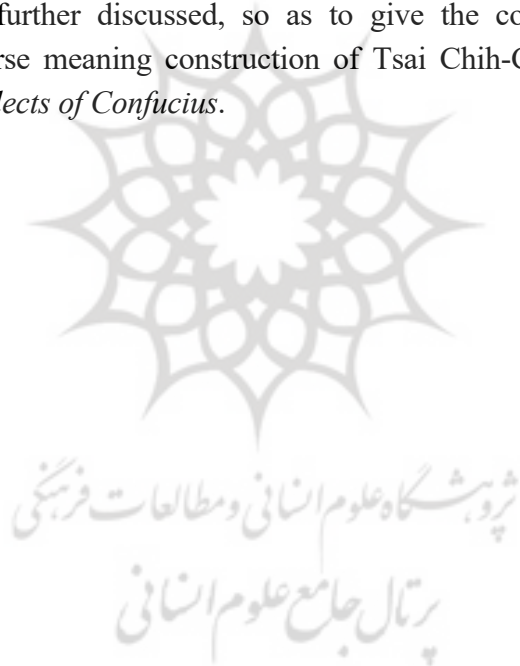 further discussed, so as to give the co
rse meaning construction of Tsai Chih-C
lects of Confucius.
پژوهشگاه علوم انسانی و مطالعات فرهنگی
پرتال جامع علوم انسانی